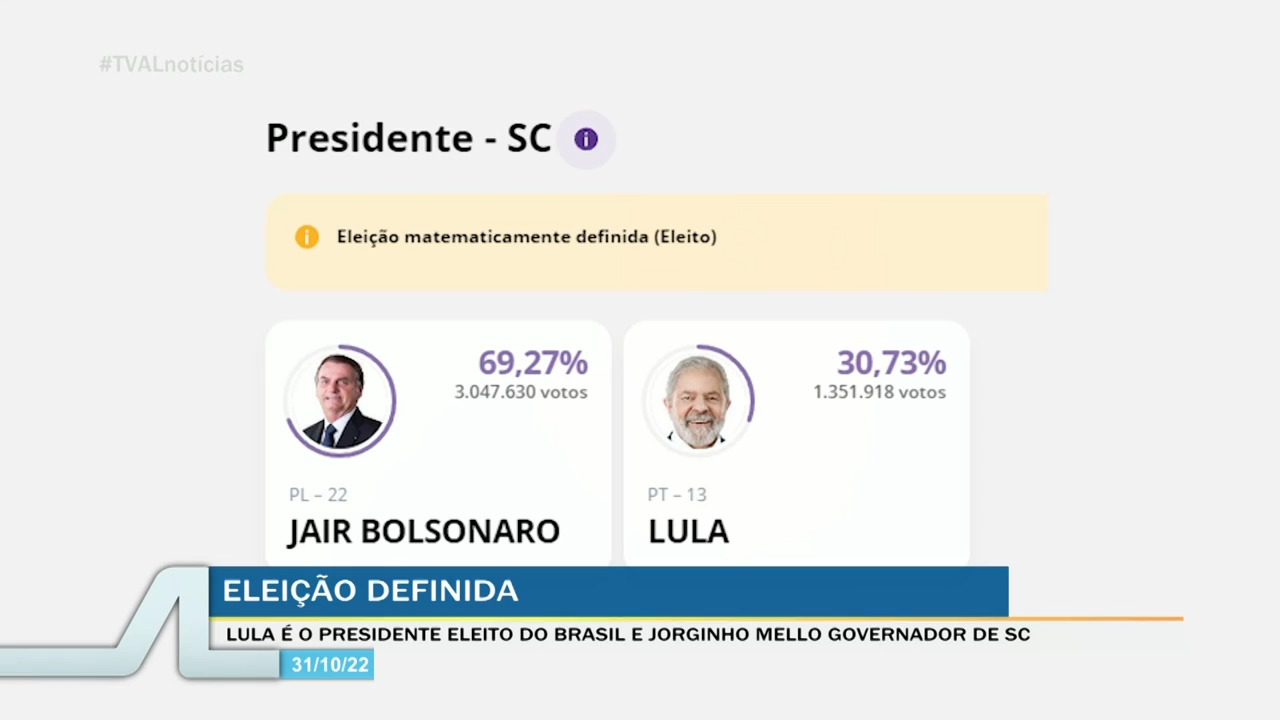 #TVALnotícias
Presidente - SC
Eleição matematicamente definida (Eleito)
69,27%
3.047.630 votos
PL – 22
JAIR BOLSONARO
30,73%
1.351.918 votos
PT – 13
LULA
ELEIÇÃO DEFINIDA
LULA É O PRESIDENTE ELEITO DO BRASIL E JORGINHO MELLO GOVERNADOR DE SC
31/10/22